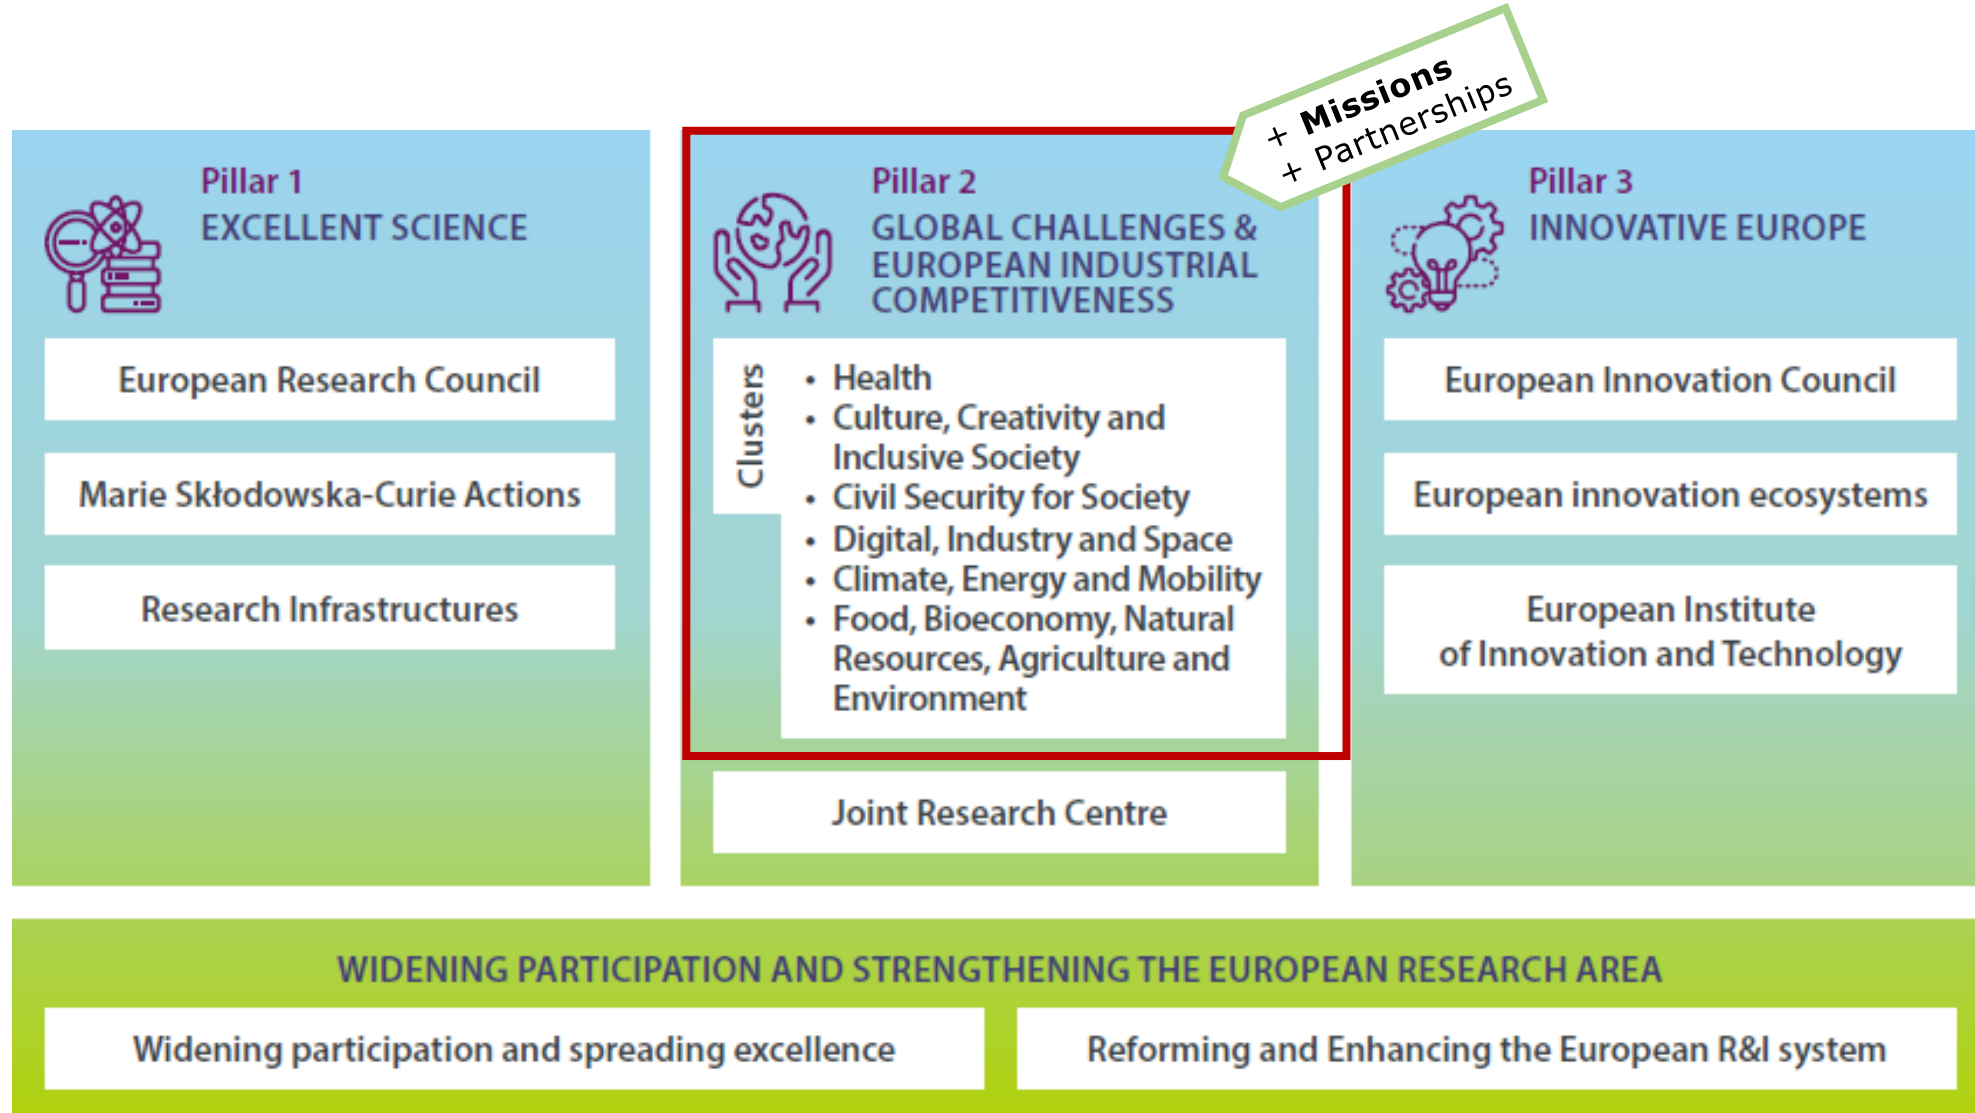 + Missions
+ Partnerships
Pillar 1
EXCELLENT SCIENCE
European Research Council
Marie Skłodowska-Curie Actions
Research Infrastructures
Pillar 2
GLOBAL CHALLENGES &
EUROPEAN INDUSTRIAL
COMPETITIVENESS
Clusters
• Health
• Culture, Creativity and
Inclusive Society
• Civil Security for Society
• Digital, Industry and Space
• Climate, Energy and Mobility
• Food, Bioeconomy, Natural
Resources, Agriculture and
Environment
Joint Research Centre
Pillar 3
INNOVATIVE EUROPE
European Innovation Council
European innovation ecosystems
European Institute
of Innovation and Technology
WIDENING PARTICIPATION AND STRENGTHENING THE EUROPEAN RESEARCH AREA
Widening participation and spreading excellence
Reforming and Enhancing the European R&I system